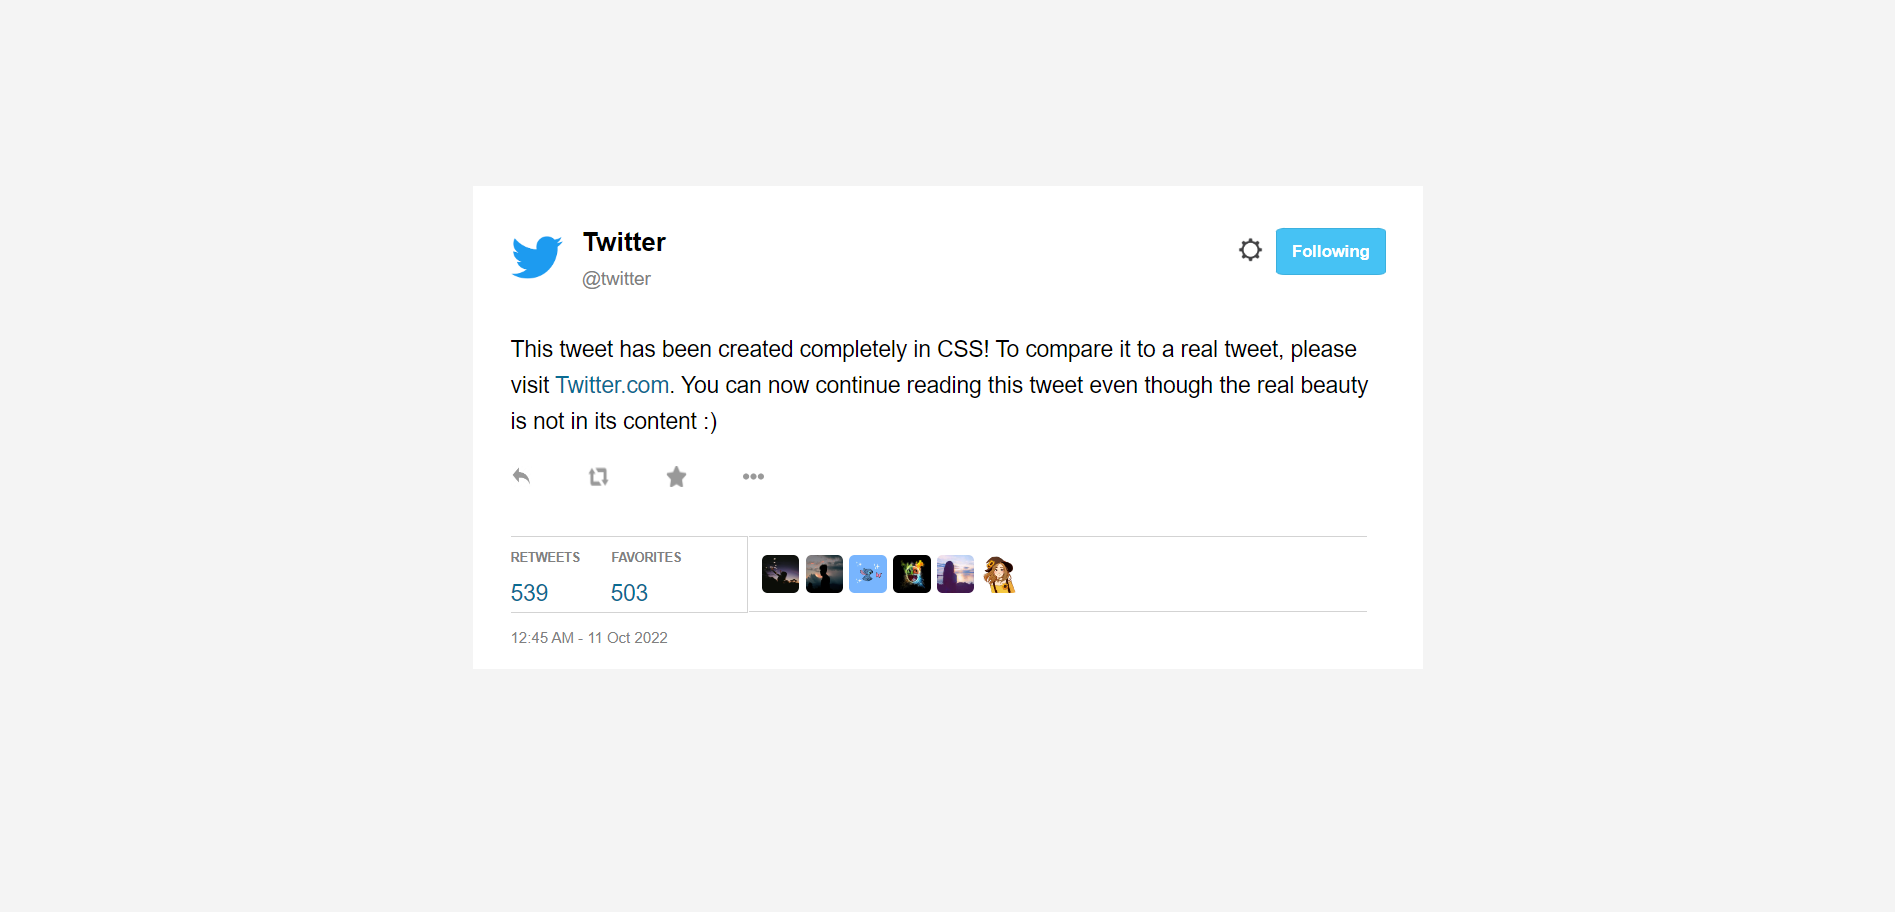 Twitter
@twitter
Following
This tweet has been created completely in CSS! To compare it to a real tweet, please
visit Twitter.com. You can now continue reading this tweet even though the real beauty
is not in its content :)
RETWEETS FAVORITES
539 503
12:45 AM - 11 Oct 2022